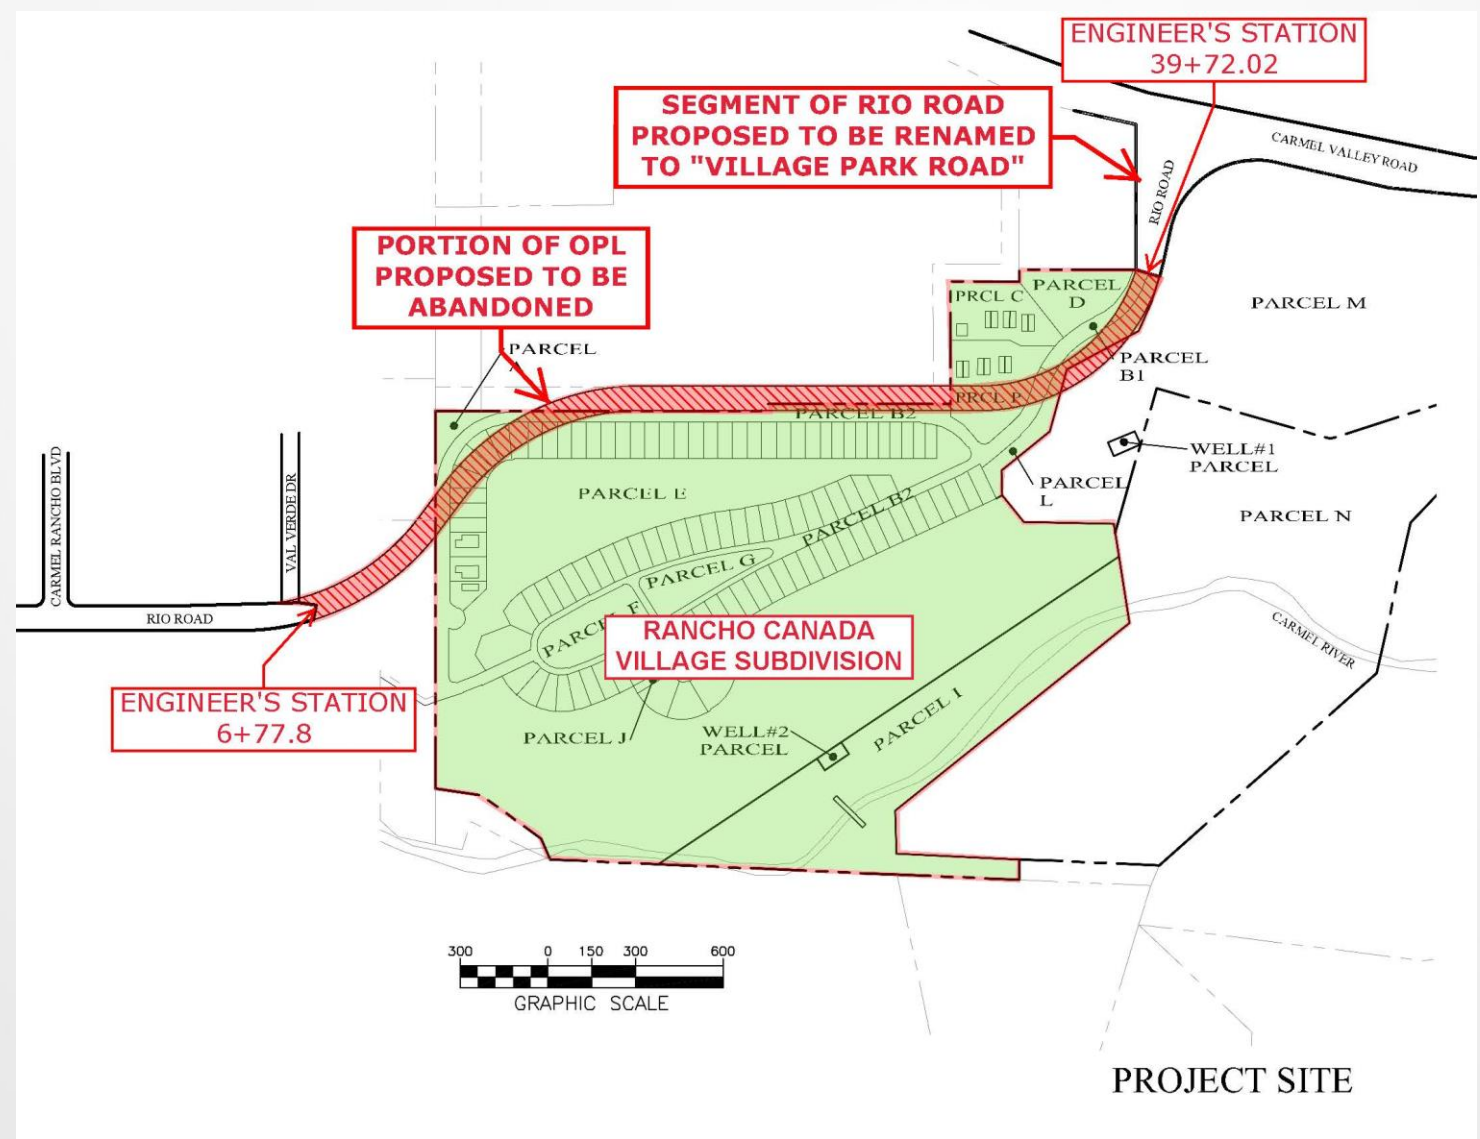 ENGINEER'S STATION
39+72.02
SEGMENT OF RIO ROAD
PROPOSED TO BE RENAMED
TO "VILLAGE PARK ROAD"
CARMEL VALLEY ROAD
RIO ROAD
PORTION OF OPL
PROPOSED TO BE
ABANDONED
PRCL C
PARCEL
D
PARCEL M
PARCEL
PARCEL
B1
PRCL P
PARCEL B2
WELL#1
PARCEL
PARCEL
L
PARCEL N
PARCEL E
PARCEL B2
CARMEL RANCHO BLVD
VAL VERDE DR
RIO ROAD
PARCEL G
PARCEL F
RANCHO CANADA
VILLAGE SUBDIVISION
CARMEL RIVER
ENGINEER'S STATION
6+77.8
PARCEL J
WELL#2
PARCEL
PARCEL I
300 0 150 300 600
GRAPHIC SCALE
PROJECT SITE